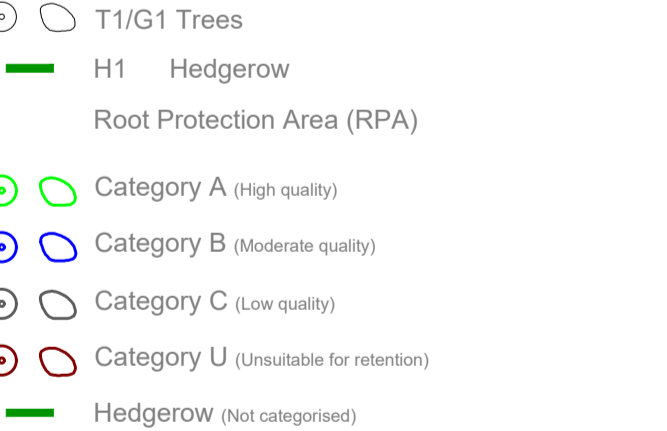 T1/G1 Trees
H1 Hedgerow
Root Protection Area (RPA)
Category A (High quality)
Category B (Moderate quality)
Category C (Low quality)
Category U (Unsuitable for retention)
Hedgerow (Not categorised)